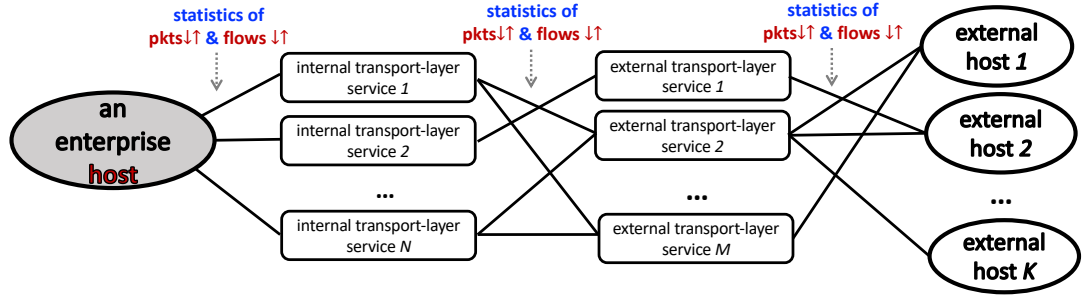 statistics of
pkts↓↑ & flows ↓↑
statistics of
pkts↓↑ & flows ↓↑
statistics of
pkts↓↑ & flows ↓↑
an
enterprise
host
internal transport-layer
service 1
internal transport-layer
service 2
...
internal transport-layer
service N
external transport-layer
service 1
external transport-layer
service 2
...
external transport-layer
service M
external
host 1
external
host 2
...
external
host K